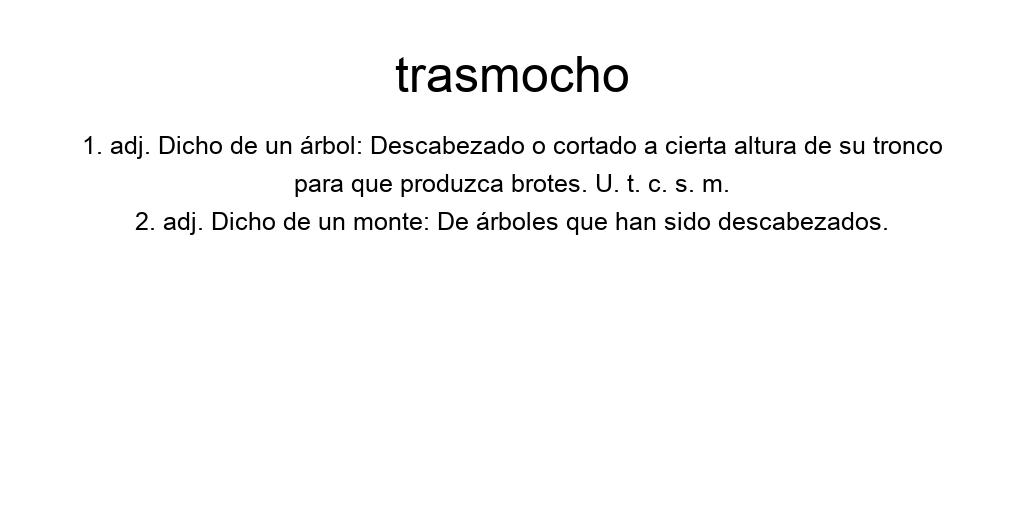 trasmocho
1. adj. Dicho de un árbol: Descabezado o cortado a cierta altura de su tronco
para que produzca brotes. U. t. c. s. m.
2. adj. Dicho de un monte: De árboles que han sido descabezados.